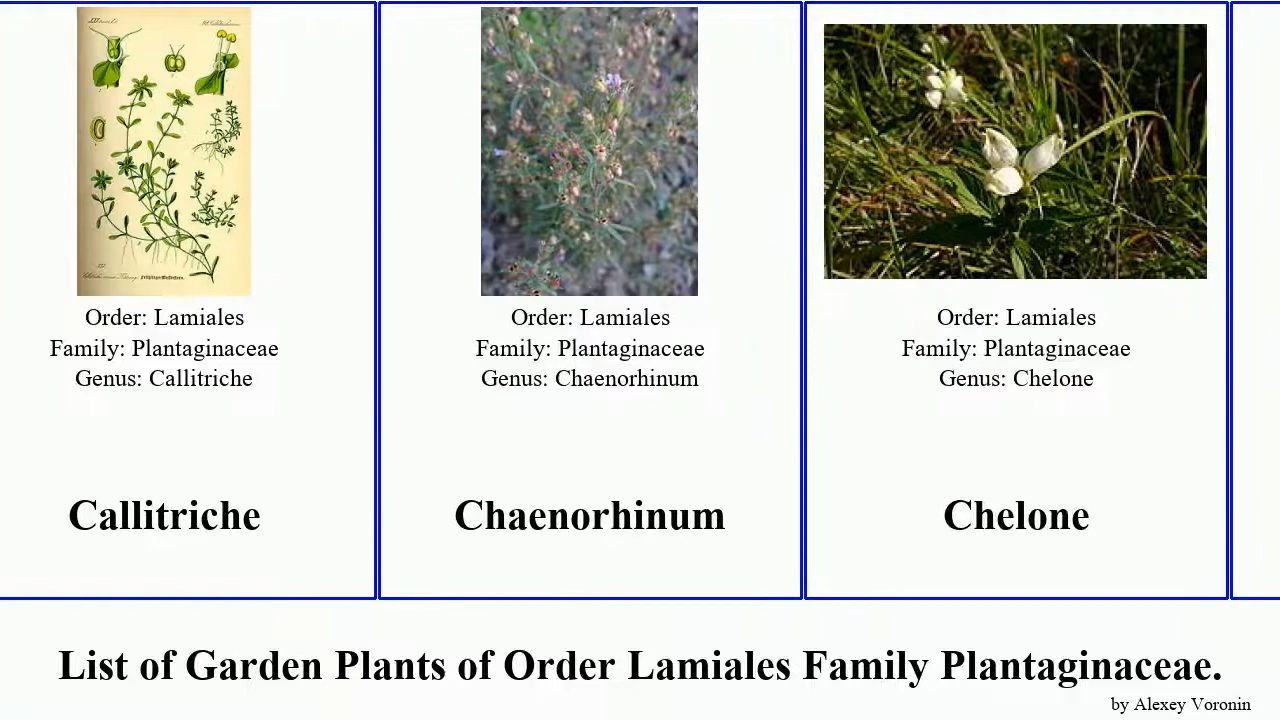 Order: Lamiales
Family: Plantaginaceae
Genus: Callitriche
Callitriche
Order: Lamiales
Family: Plantaginaceae
Genus: Chaenorhinum
Chaenorhinum
Order: Lamiales
Family: Plantaginaceae
Genus: Chelone
Chelone
List of Garden Plants of Order Lamiales Family Plantaginaceae.
by Alexey Voronin